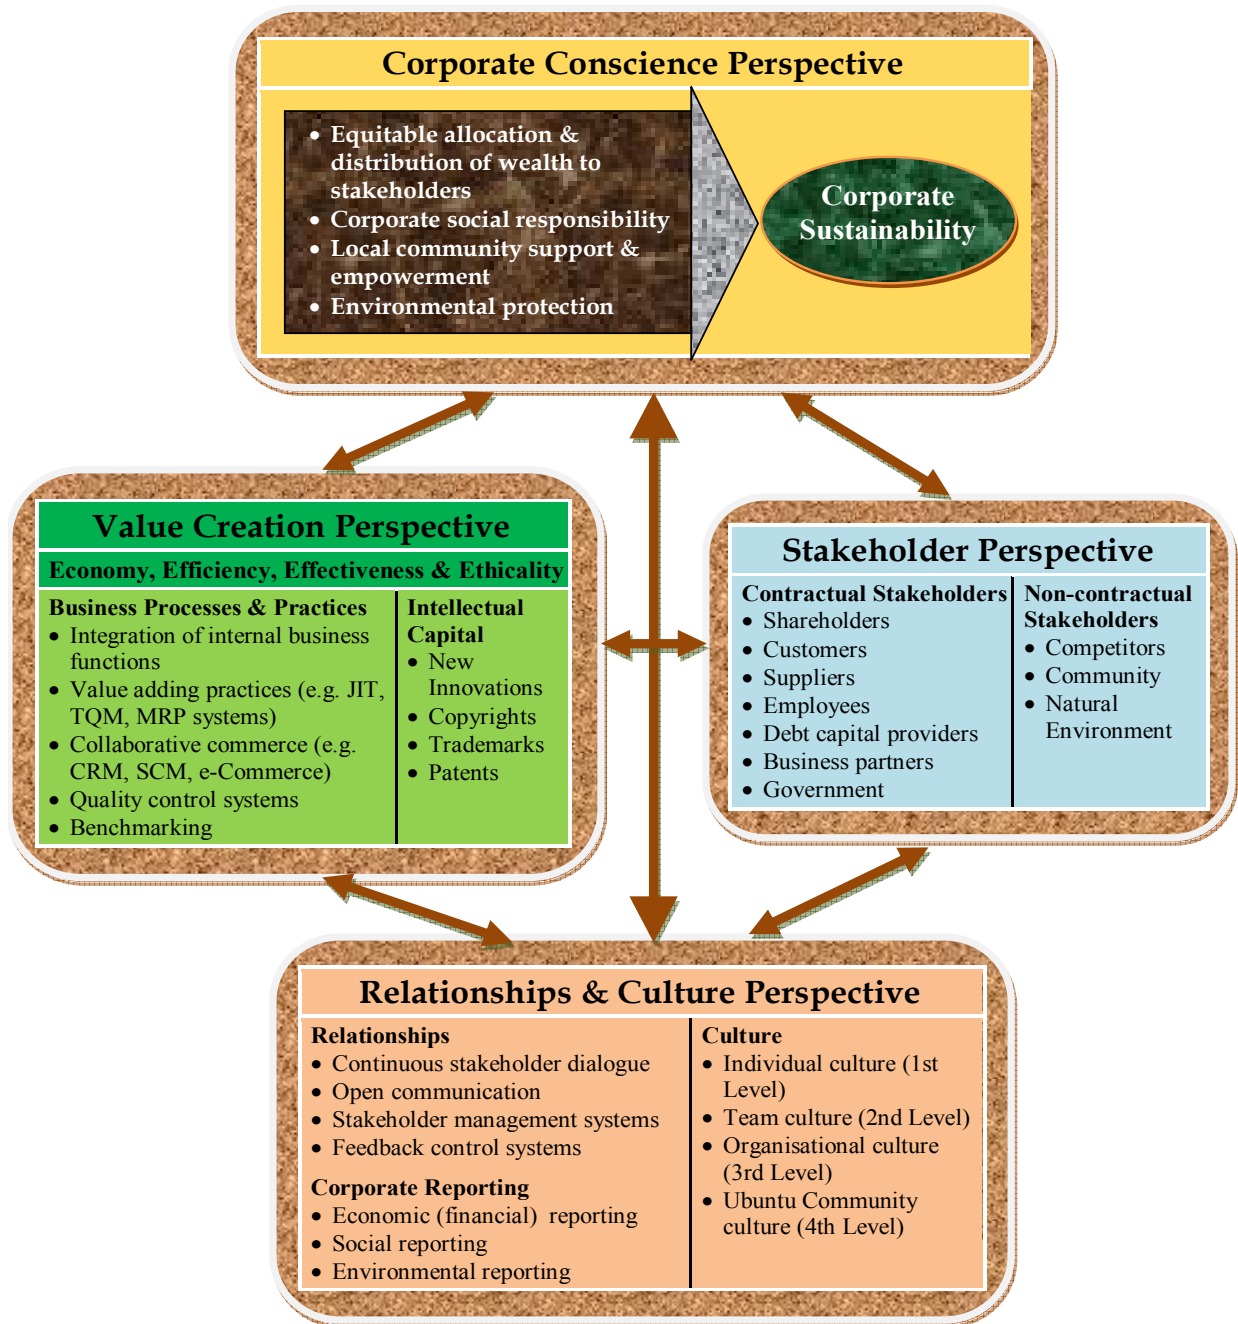 Corporate Conscience Perspective
• Equitable allocation &
distribution of wealth to
stakeholders
• Corporate social responsibility
• Local community support &
empowerment
• Environmental protection
Corporate
Sustainability
Value Creation Perspective
Economy, Efficiency, Effectiveness & Ethicality
Business Processes & Practices
• Integration of internal business
functions
• Value adding practices (e.g. JIT,
TQM, MRP systems)
• Collaborative commerce (e.g.
CRM, SCM, e-Commerce)
• Quality control systems
• Benchmarking
Intellectual
Capital
• New
Innovations
• Copyrights
• Trademarks
• Patents
Stakeholder Perspective
Contractual Stakeholders
• Shareholders
• Customers
• Suppliers
• Employees
• Debt capital providers
• Business partners
• Government
Non-contractual
Stakeholders
• Competitors
• Community
• Natural
Environment
Relationships & Culture Perspective
Relationships
• Continuous stakeholder dialogue
• Open communication
• Stakeholder management systems
• Feedback control systems
Corporate Reporting
• Economic (financial)  reporting
• Social reporting
• Environmental reporting
Culture
• Individual culture (1st
Level)
• Team culture (2nd Level)
• Organisational culture
(3rd Level)
• Ubuntu Community
culture (4th Level)